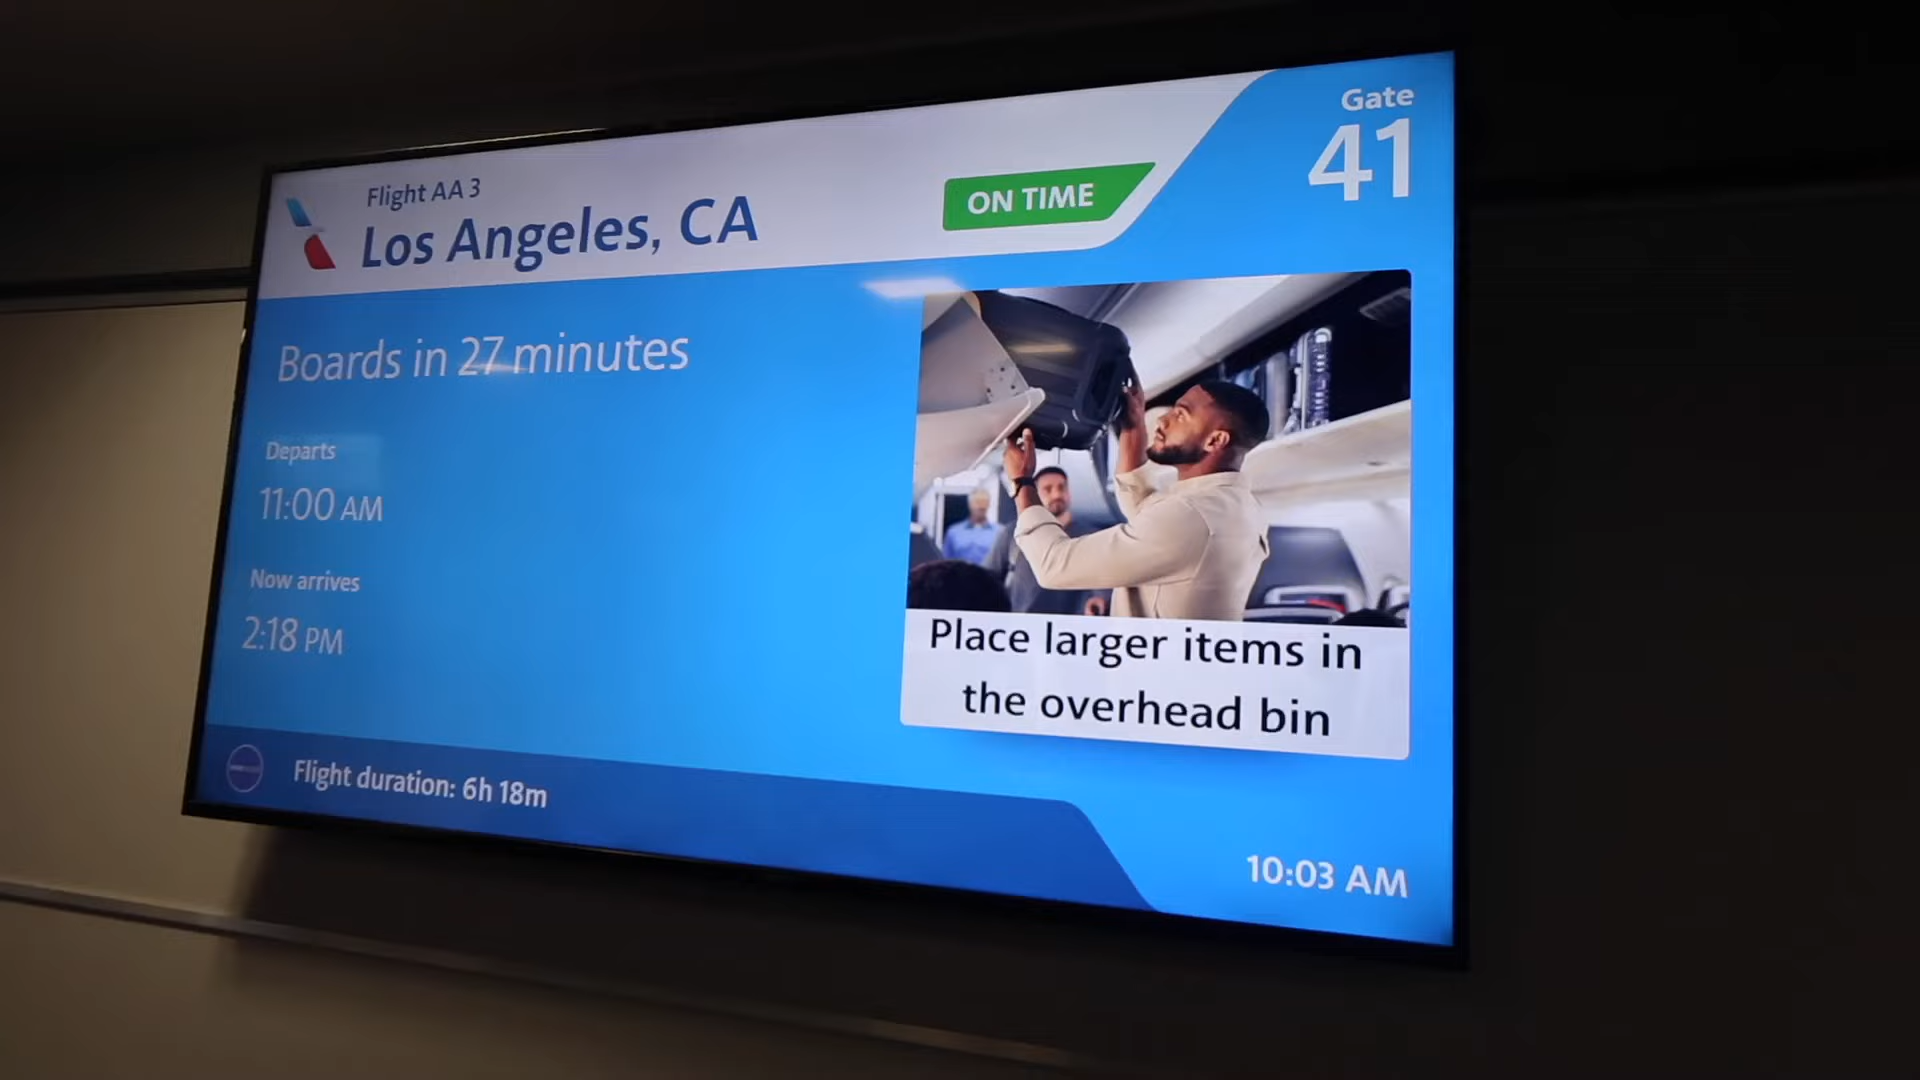 Gate
41
Flight AA 3
Los Angeles, CA
ON TIME
Boards in 27 minutes
Departs
11:00 AM
Now arrives
2:18 PM
Place larger items in
the overhead bin
Flight duration: 6h 18m
10:03 AM